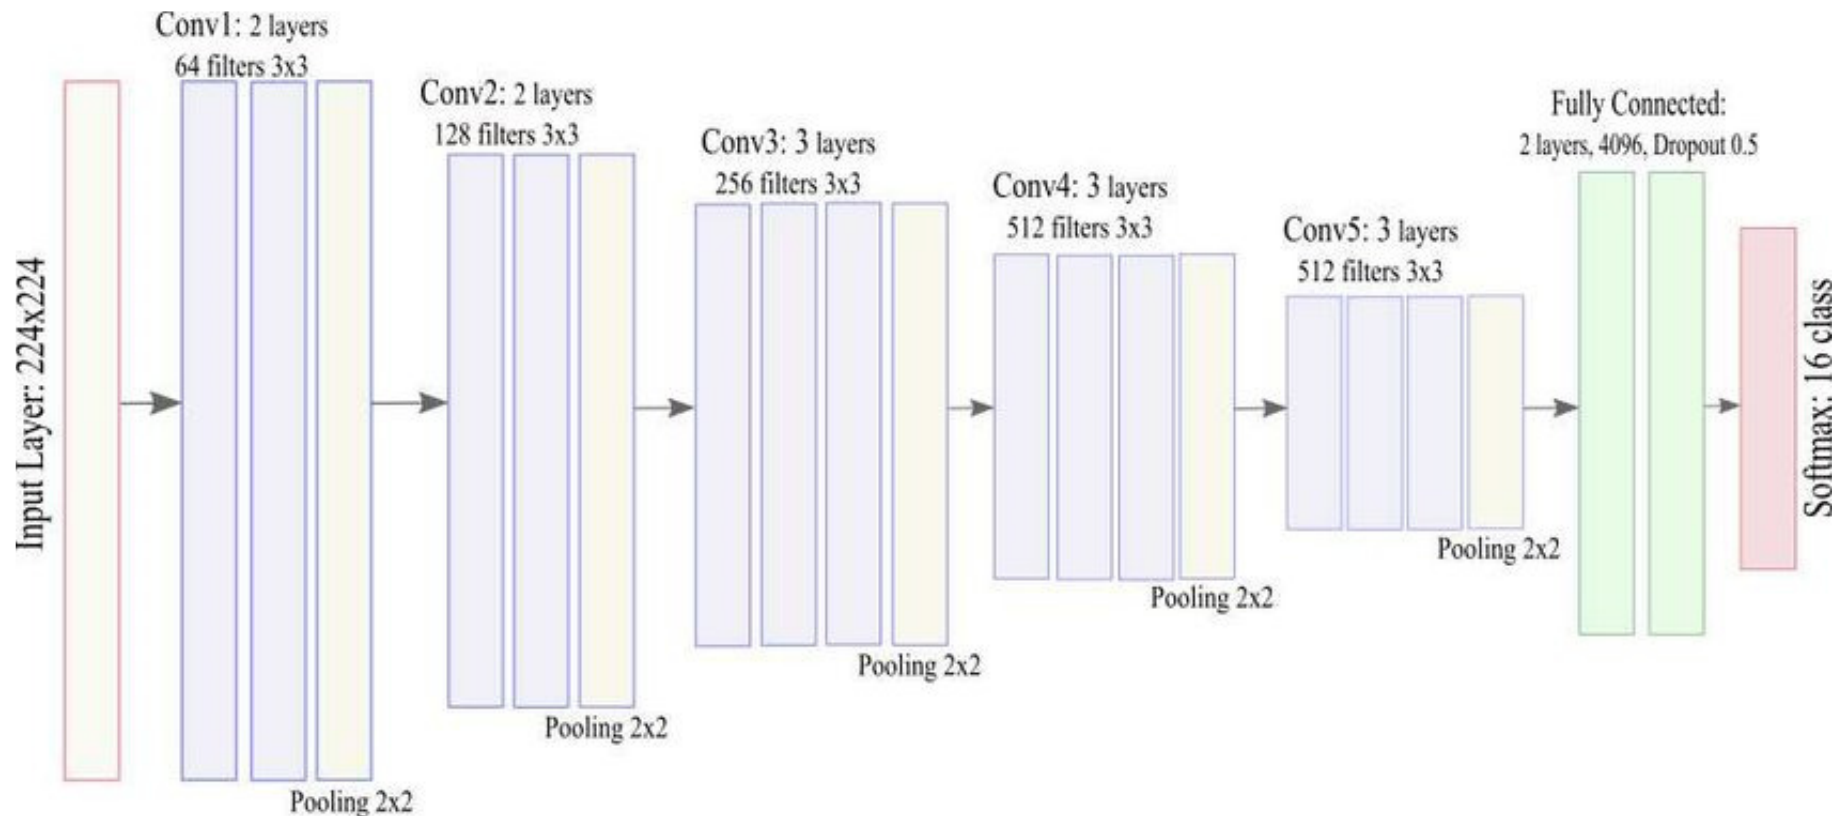 Input Layer: 224x224
Conv1: 2 layers
64 filters 3x3
Pooling 2x2
Conv2: 2 layers
128 filters 3x3
Pooling 2x2
Conv3: 3 layers
256 filters 3x3
Pooling 2x2
Conv4: 3 layers
512 filters 3x3
Pooling 2x2
Conv5: 3 layers
512 filters 3x3
Pooling 2x2
Fully Connected:
2 layers, 4096, Dropout 0.5
Softmax: 16 class